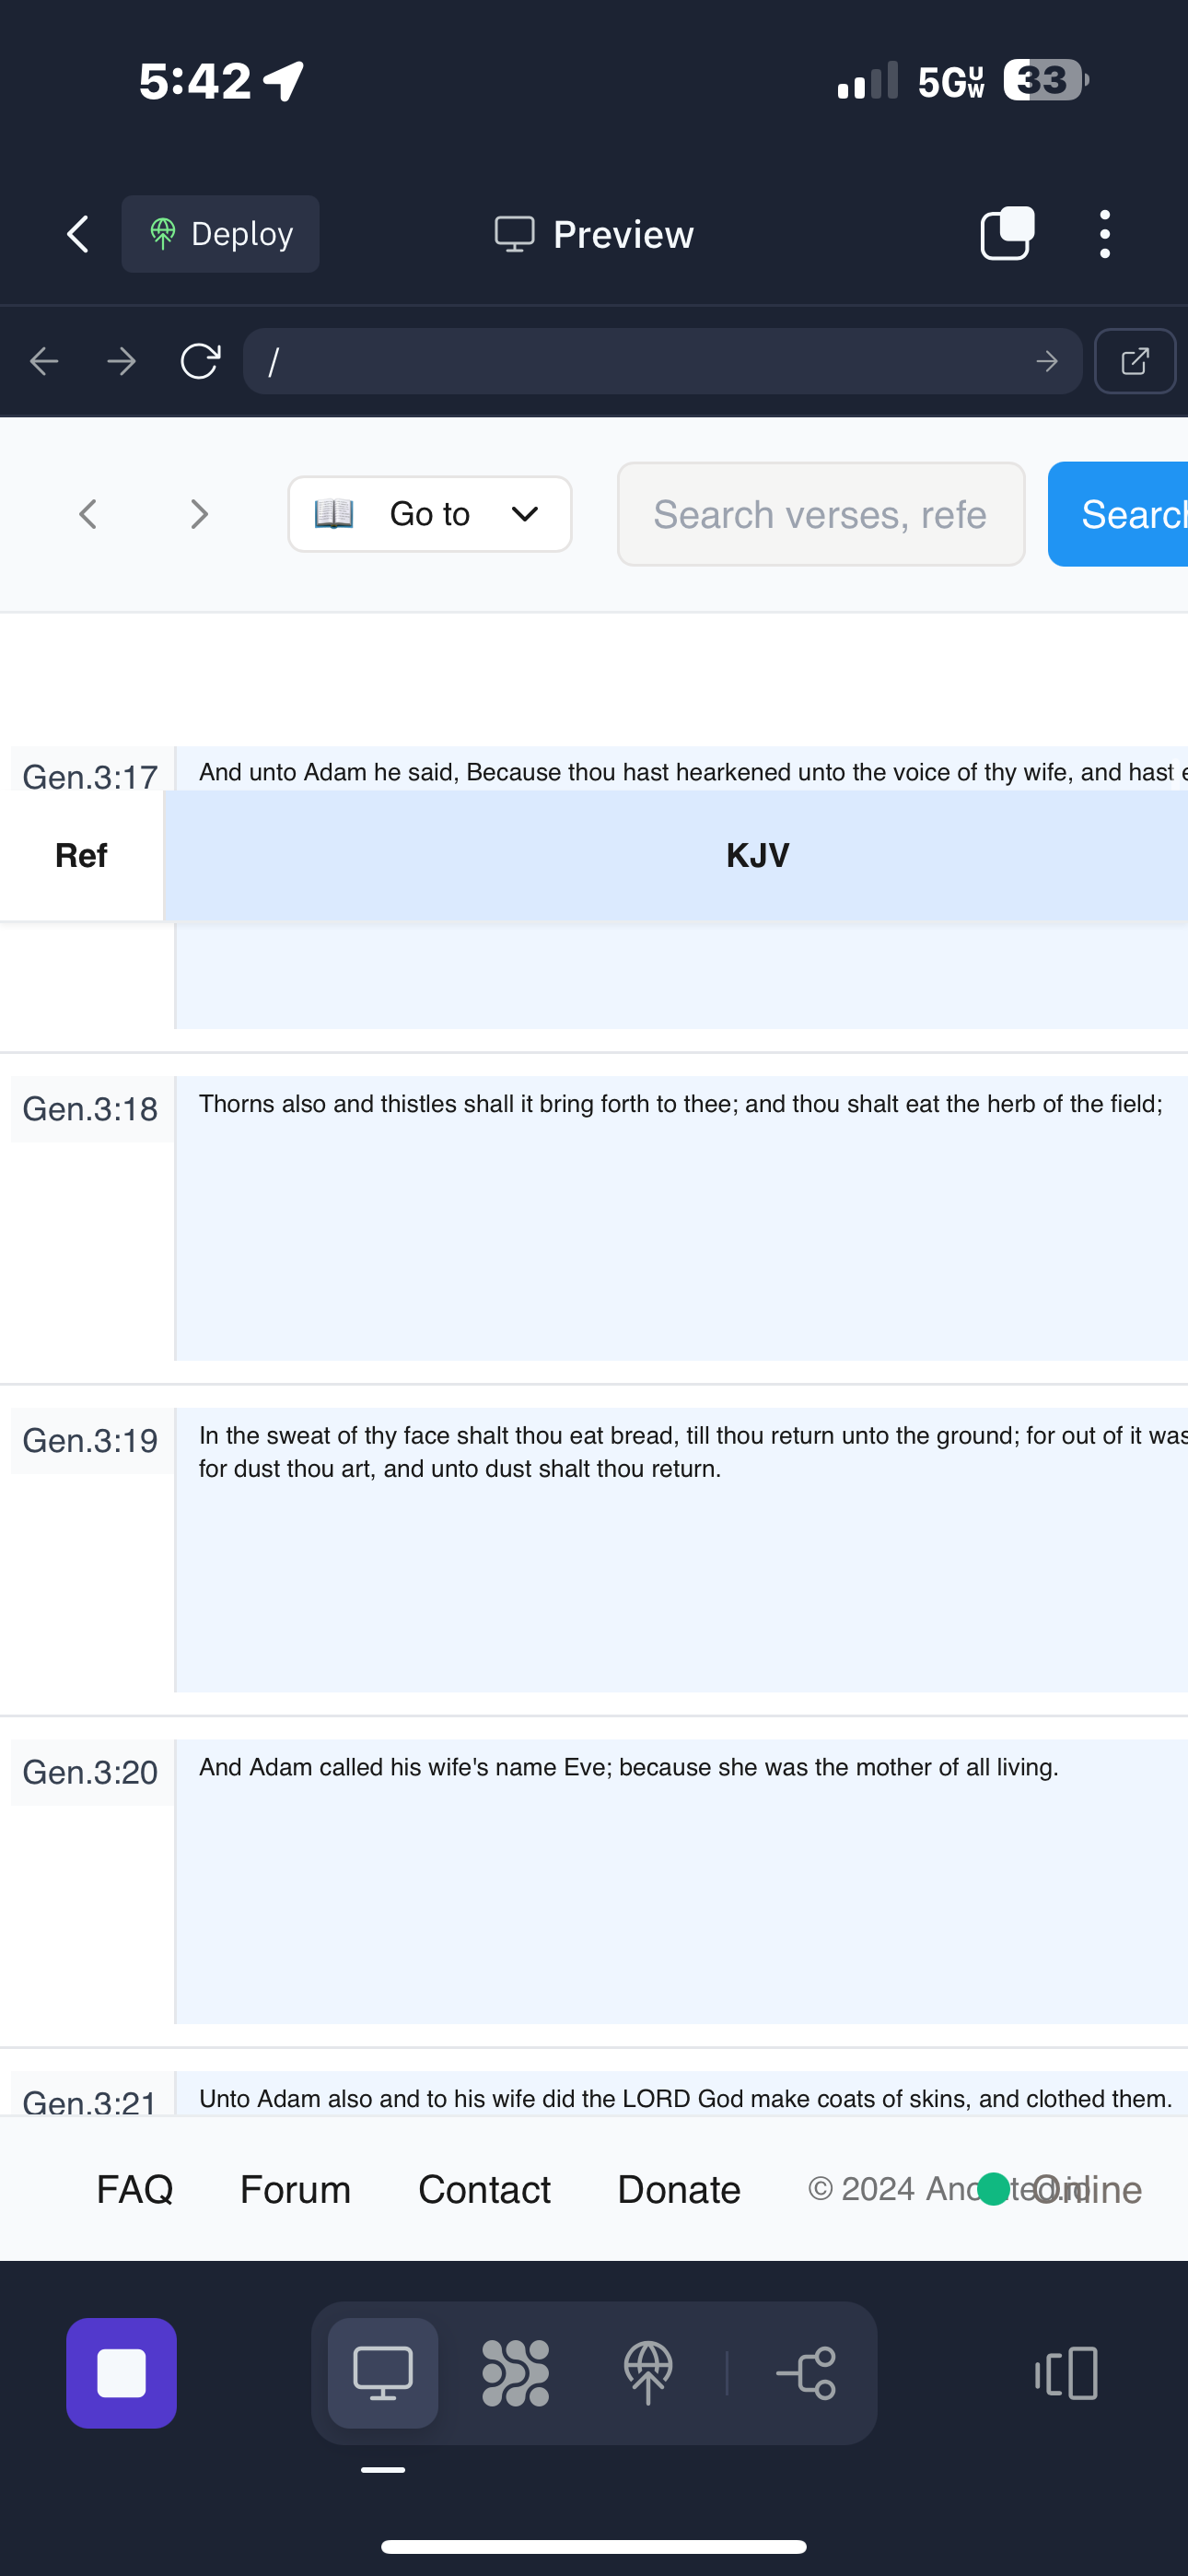 5:42
5G UW 33
Deploy
Preview
/
Go to
Search verses, refe
Search
Gen.3:17
And unto Adam he said, Because thou hast hearkened unto the voice of thy wife, and hast e
Ref
KJV
Gen.3:18
Thorns also and thistles shall it bring forth to thee; and thou shalt eat the herb of the field;
Gen.3:19
In the sweat of thy face shalt thou eat bread, till thou return unto the ground; for out of it was
for dust thou art, and unto dust shalt thou return.
Gen.3:20
And Adam called his wife's name Eve; because she was the mother of all living.
Gen.3:21
Unto Adam also and to his wife did the LORD God make coats of skins, and clothed them.
FAQ
Forum
Contact
Donate
© 2024
Online